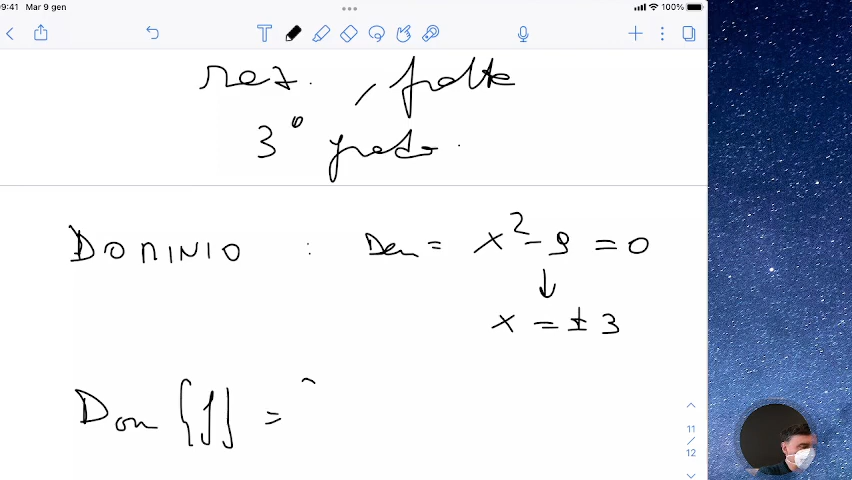 9:41 Mar 9 gen
100%
raz. , fratta
3° grado.
DOMINIO : Den = x² - 9 = 0
↓
x = ± 3
Dom {f} =
11
/
12